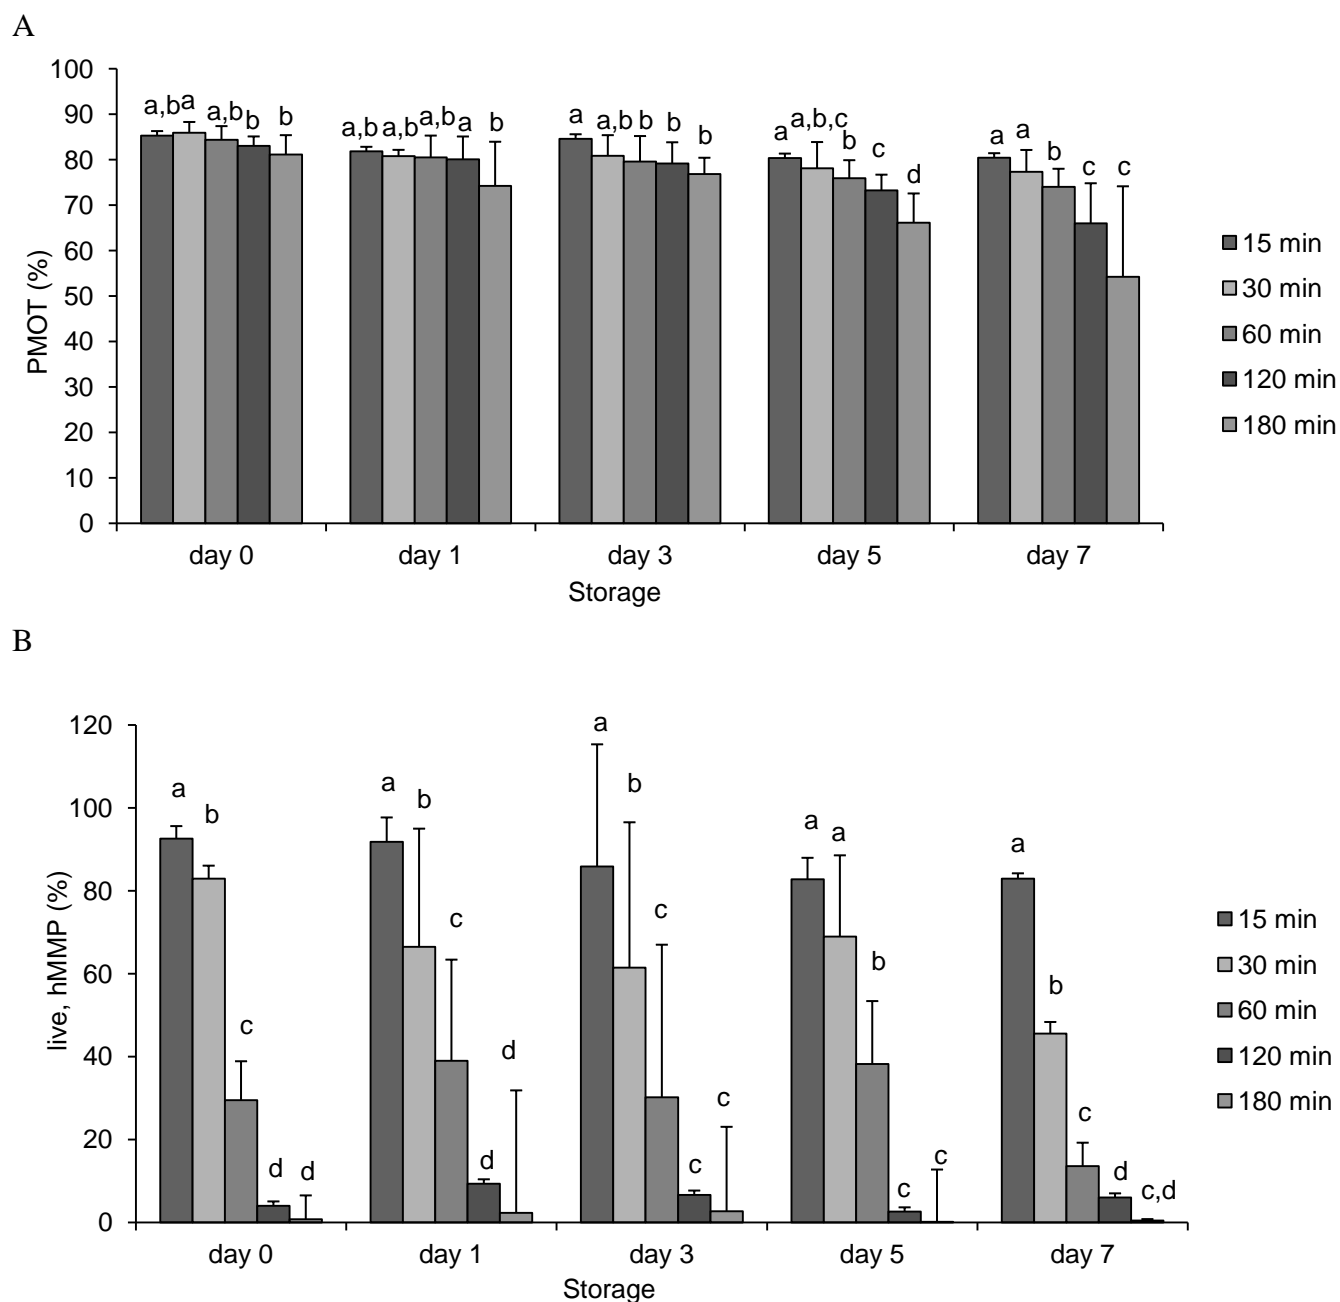 A
100
90
80
70
60
50
40
30
20
10
0
PMOT (%)
a,b a a,b b b
a,b a,b a,b a b
a a,b b b b
a a,b,c b c d
a a b c c
day 0 day 1 day 3 day 5 day 7
Storage
15 min
30 min
60 min
120 min
180 min
B
120
100
80
60
40
20
0
live, hMMP (%)
a b c d d
a b c d d
a b c c c
a a b c c
a b c d c,d
day 0 day 1 day 3 day 5 day 7
Storage
15 min
30 min
60 min
120 min
180 min